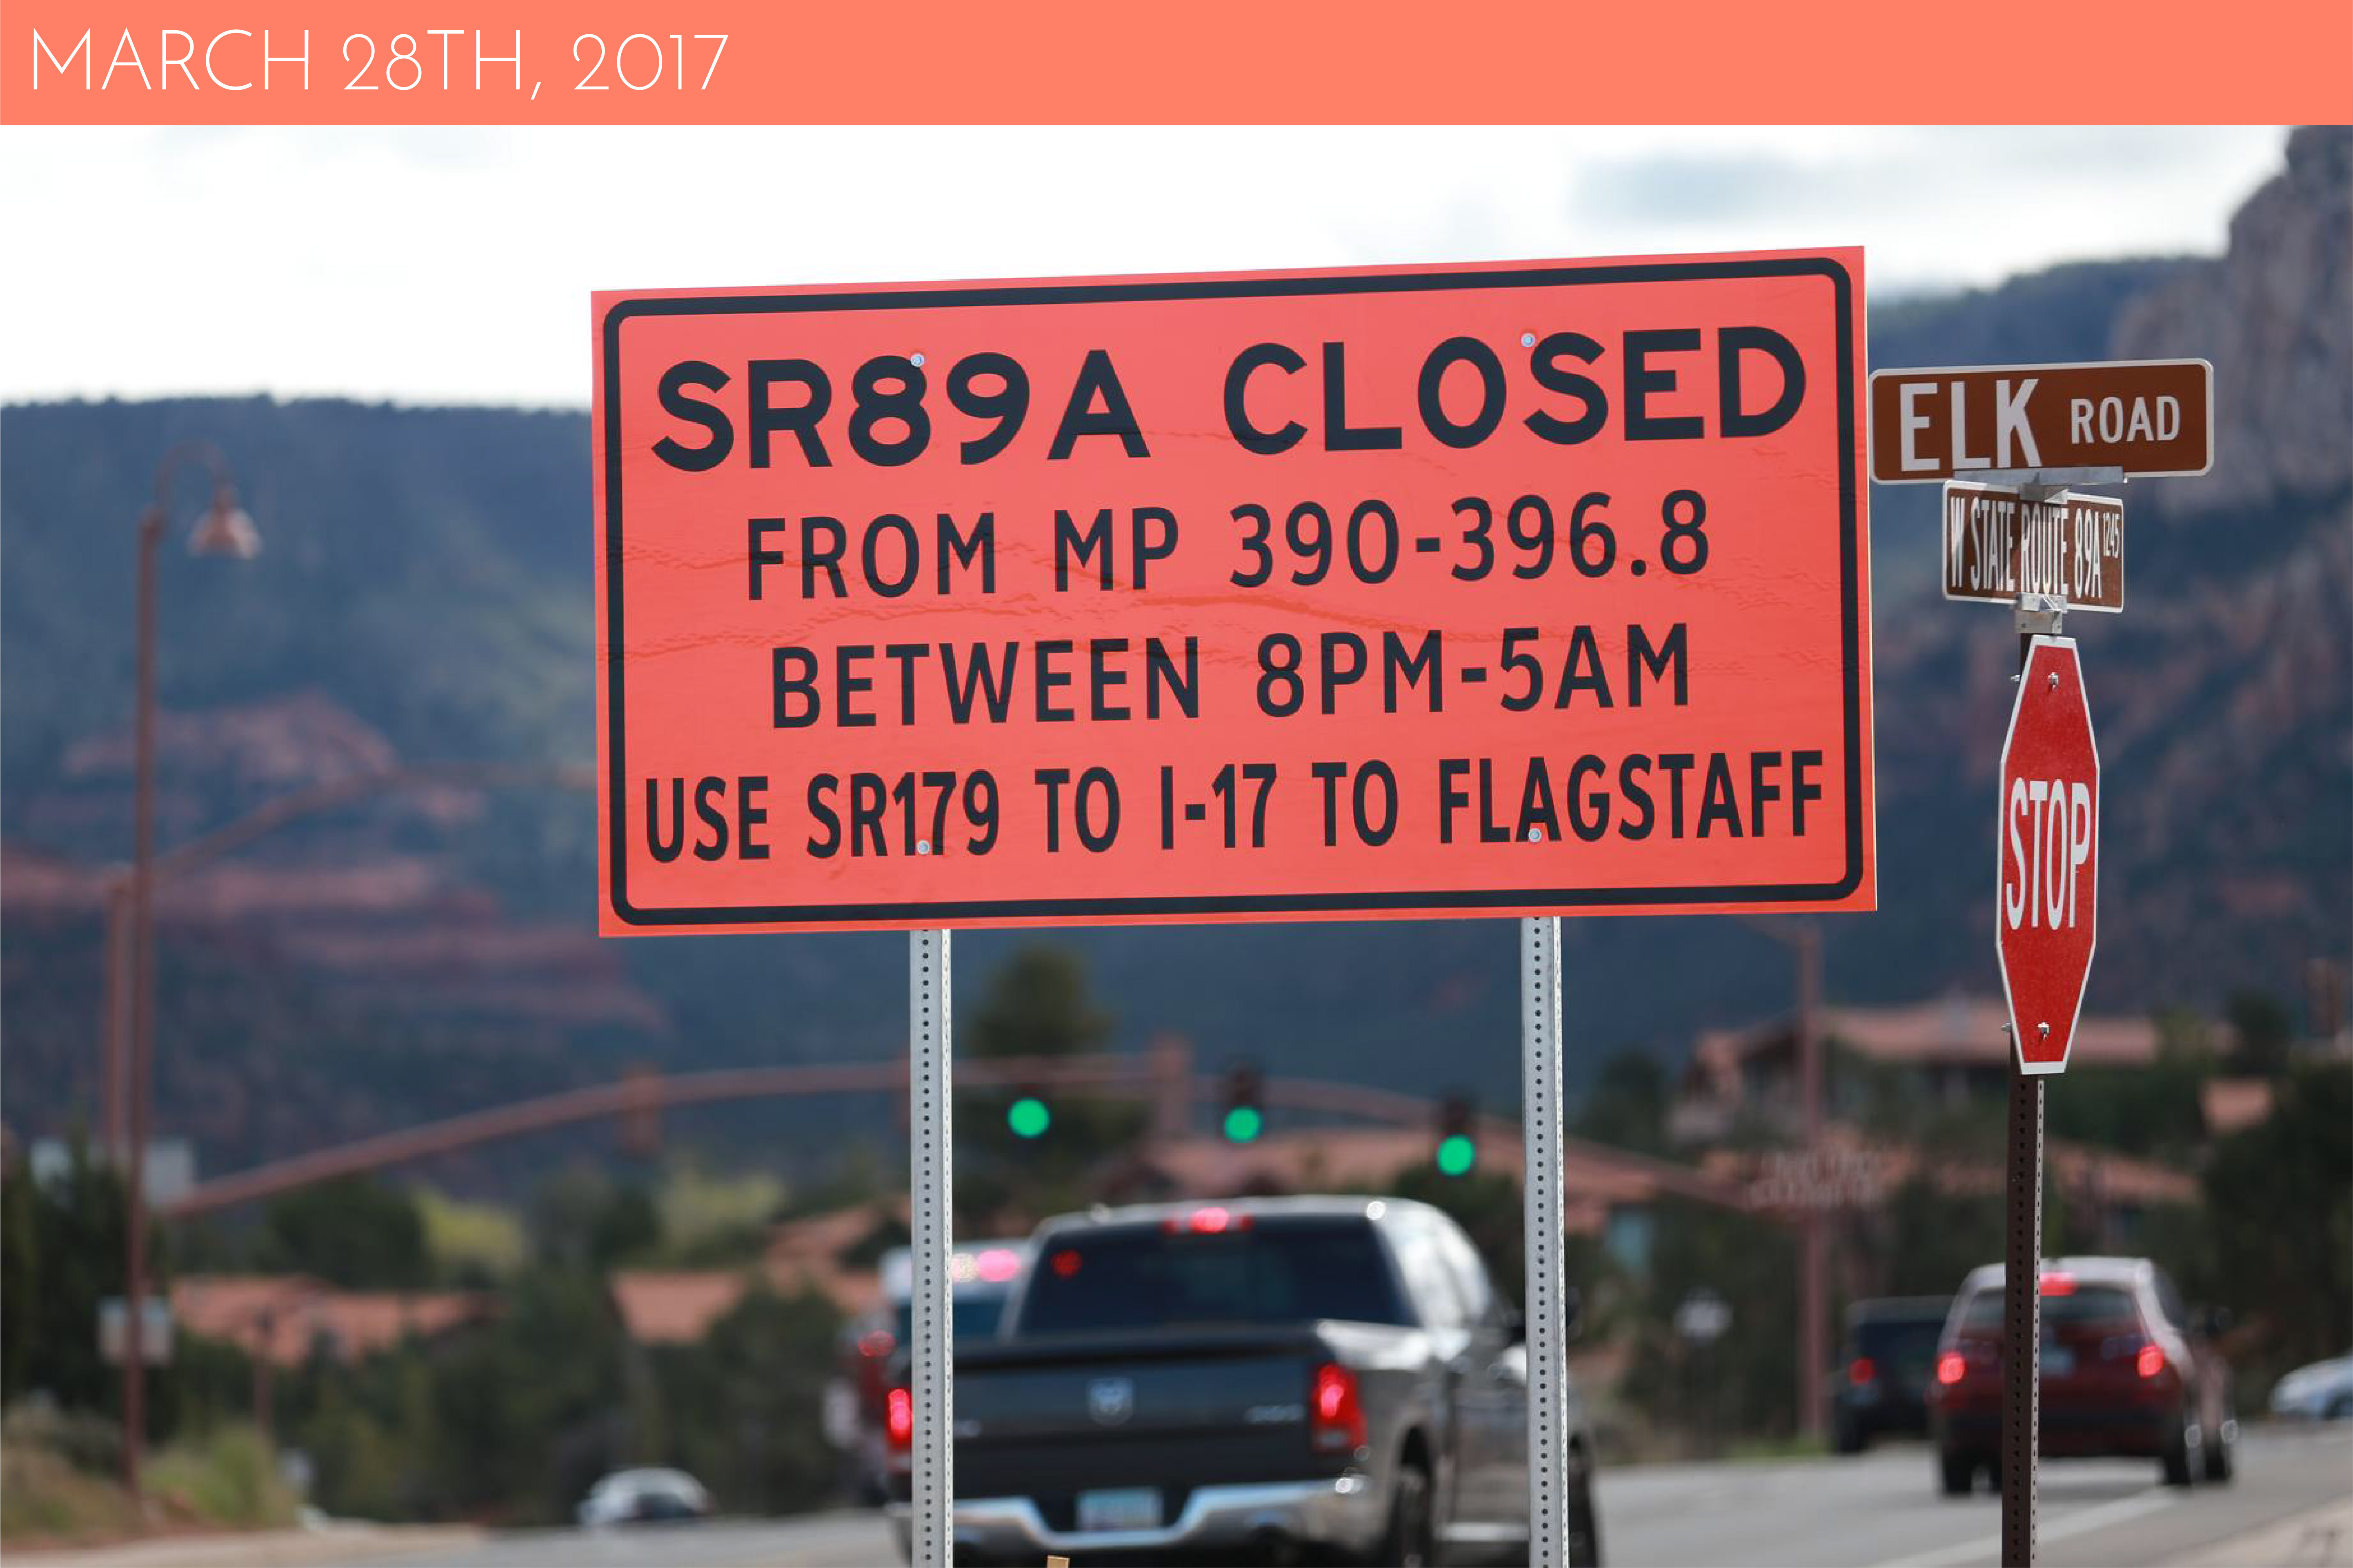 MARCH 28TH, 2017
SR89A CLOSED
FROM MP 390-396.8
BETWEEN 8PM-5AM
USE SR179 TO I-17 TO FLAGSTAFF
ELK ROAD
W STATE ROUTE 89A 1245
STOP